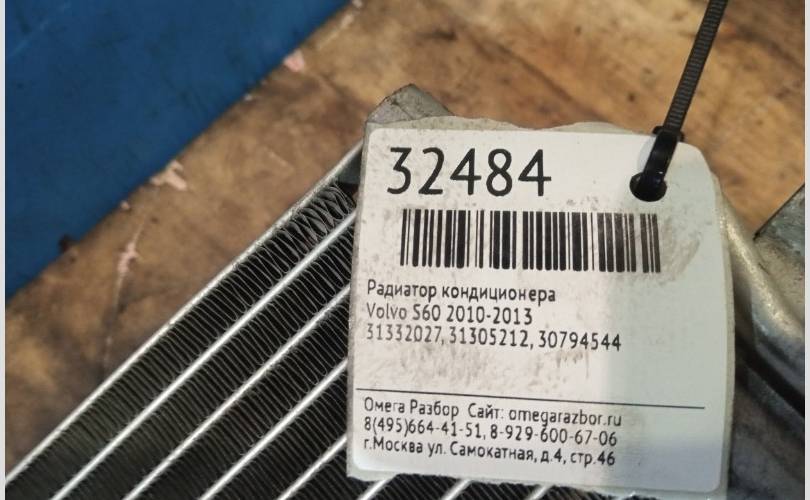 32484
Радиатор кондиционера
Volvo S60 2010-2013
31332027, 31305212, 30794544
Омега Разбор Сайт: omegarazbor.ru
8(495)664-41-51, 8-929-600-67-06
г.Москва ул. Самокатная, д.4, стр.46